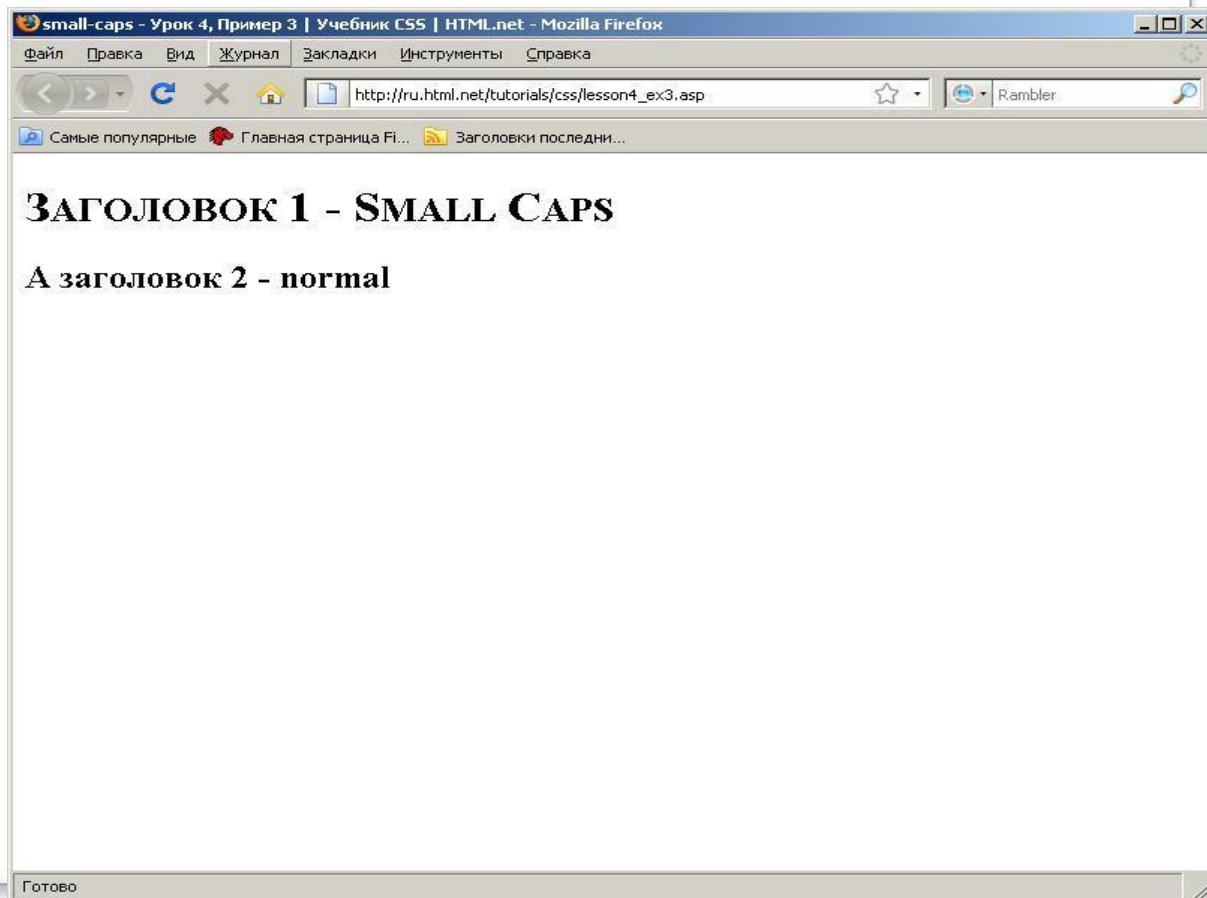 small-caps - Урок 4, Пример 3 | Учебник CSS | HTML.net - Mozilla Firefox
Файл Правка Вид Журнал Закладки Инструменты Справка
http://ru.html.net/tutorials/css/lesson4_ex3.asp Rambler
Самые популярные Главная страница Fi... Заголовки последни...
Заголовок 1 - Small Caps
А заголовок 2 - normal
Готово